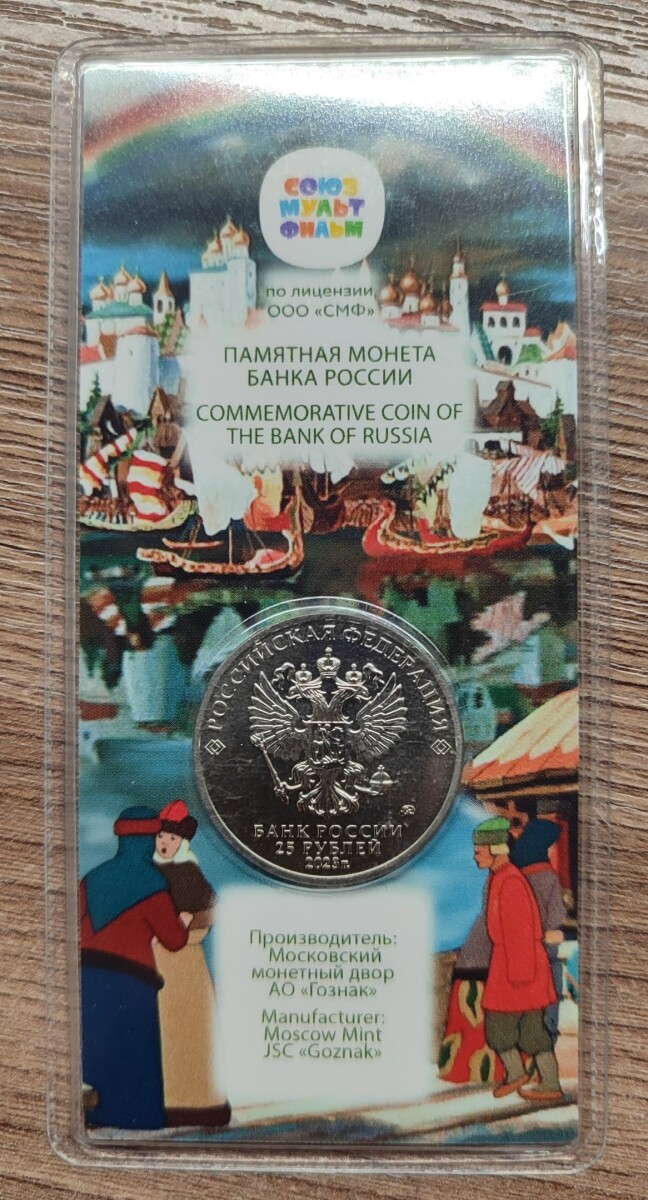 СОЮЗ
МУЛЬТ
ФИЛЬМ
по лицензии
ООО «СМФ»
ПАМЯТНАЯ МОНЕТА
БАНКА РОССИИ
COMMEMORATIVE COIN OF
THE BANK OF RUSSIA
РОССИЙСКАЯ ФЕДЕРАЦИЯ
БАНК РОССИИ
25 РУБЛЕЙ
2023 г.
Производитель:
Московский
монетный двор
АО «Гознак»
Manufacturer:
Moscow Mint
JSC «Goznak»